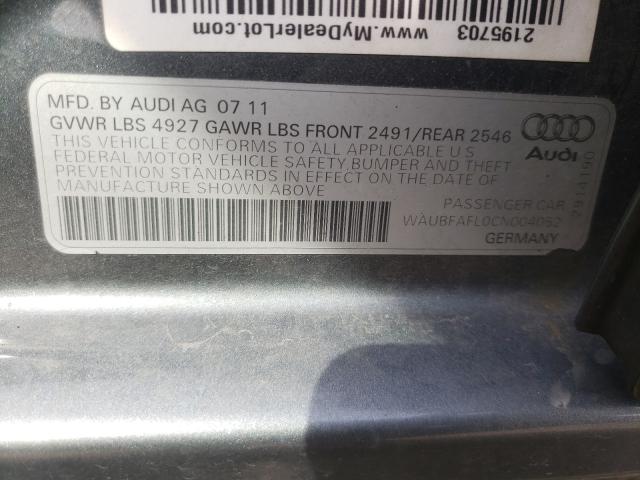 www.MyDealerLot.com
2195703
MFD. BY AUDI AG 07 11
GVWR LBS 4927 GAWR LBS FRONT 2491/REAR 2546
THIS VEHICLE CONFORMS TO ALL APPLICABLE U S
FEDERAL MOTOR VEHICLE SAFETY,BUMPER AND THEFT
PREVENTION STANDARDS IN EFFECT ON THE DATE OF
MANUFACTURE SHOWN ABOVE
Audi
PASSENGER CAR
WAUBFAFL0CN004052
GERMANY